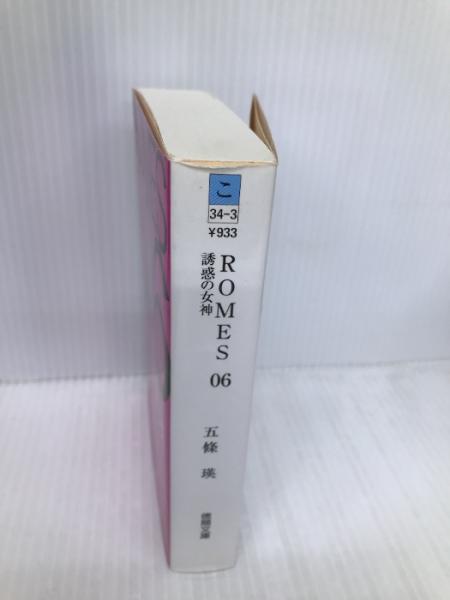 こ
34-3
¥933
ROMES 06
誘惑の女神
五條 瑛
徳間文庫